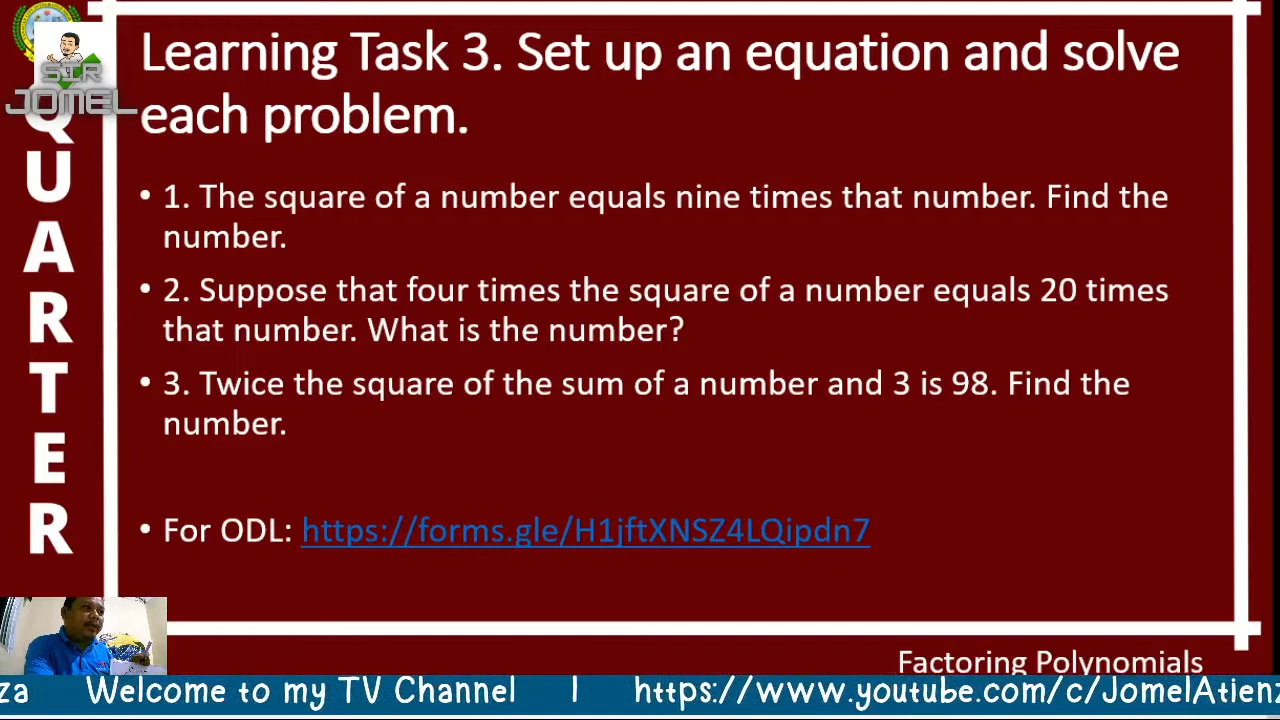 SIR
JOMEL
QUARTER
Learning Task 3. Set up an equation and solve
each problem.
• 1. The square of a number equals nine times that number. Find the
number.
• 2. Suppose that four times the square of a number equals 20 times
that number. What is the number?
• 3. Twice the square of the sum of a number and 3 is 98. Find the
number.
• For ODL: https://forms.gle/H1jftXNSZ4LQipdn7
Factoring Polynomials
za Welcome to my TV Channel | https://www.youtube.com/c/JomelAtienz